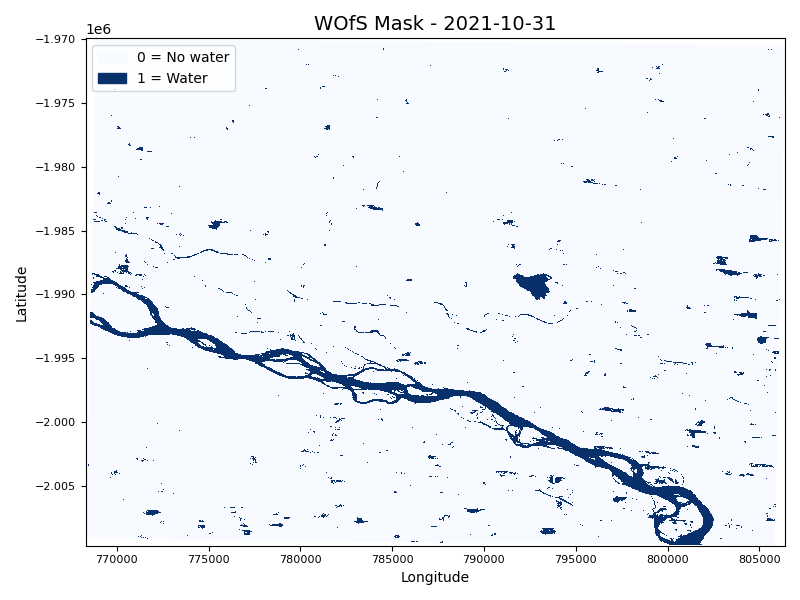 WOfS Mask - 2021-10-31
1e6
0 = No water
1 = Water
−1.970
−1.975
−1.980
−1.985
−1.990
−1.995
−2.000
−2.005
Latitude
770000 775000 780000 785000 790000 795000 800000 805000
Longitude